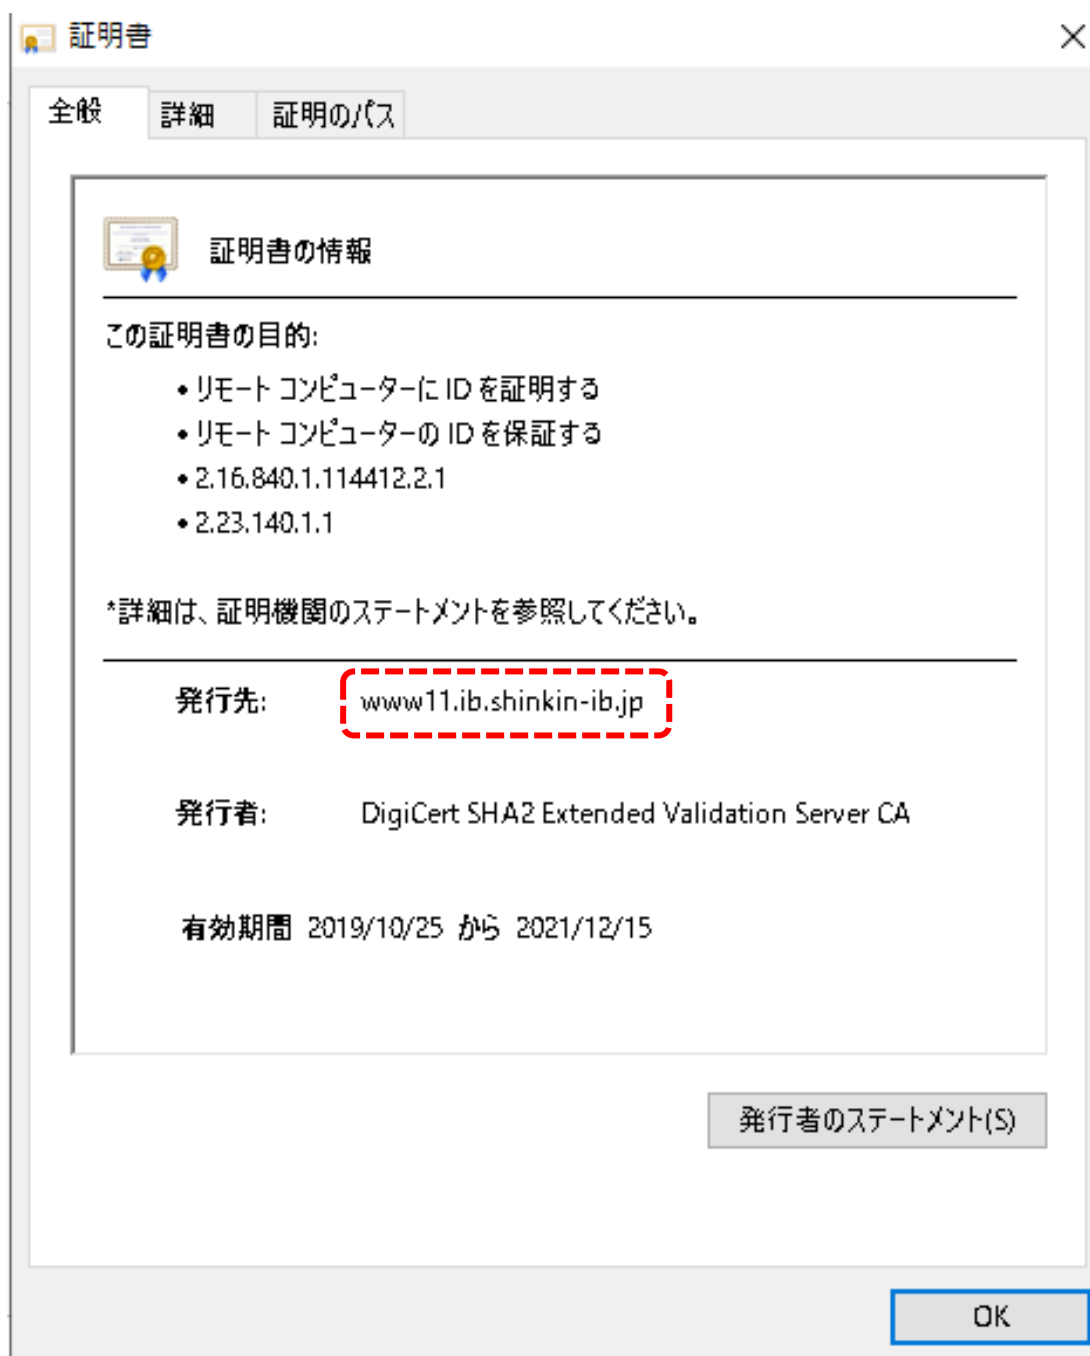 証明書
全般 詳細 証明のパス
証明書の情報
この証明書の目的:
• リモート コンピューターに ID を証明する
• リモート コンピューターの ID を保証する
• 2.16.840.1.114412.2.1
• 2.23.140.1.1
*詳細は、証明機関のステートメントを参照してください。
発行先: www11.ib.shinkin-ib.jp
発行者: DigiCert SHA2 Extended Validation Server CA
有効期間 2019/10/25 から 2021/12/15
発行者のステートメント(S)
OK